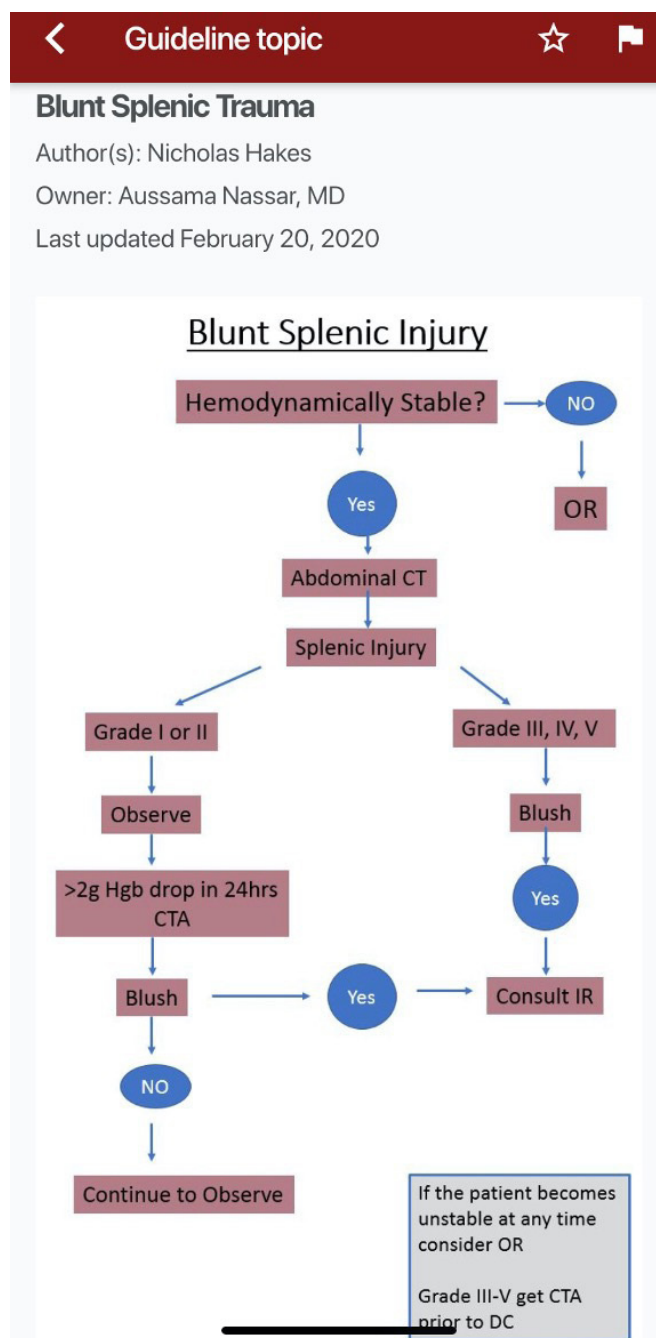 Guideline topic
Blunt Splenic Trauma
Author(s): Nicholas Hakes
Owner: Aussama Nassar, MD
Last updated February 20, 2020
Blunt Splenic Injury
Hemodynamically Stable?
NO
Yes
OR
Abdominal CT
Splenic Injury
Grade I or II
Grade III, IV, V
Observe
Blush
>2g Hgb drop in 24hrs
CTA
Yes
Blush
Yes
Consult IR
NO
Continue to Observe
If the patient becomes
unstable at any time
consider OR
Grade III-V get CTA
prior to DC